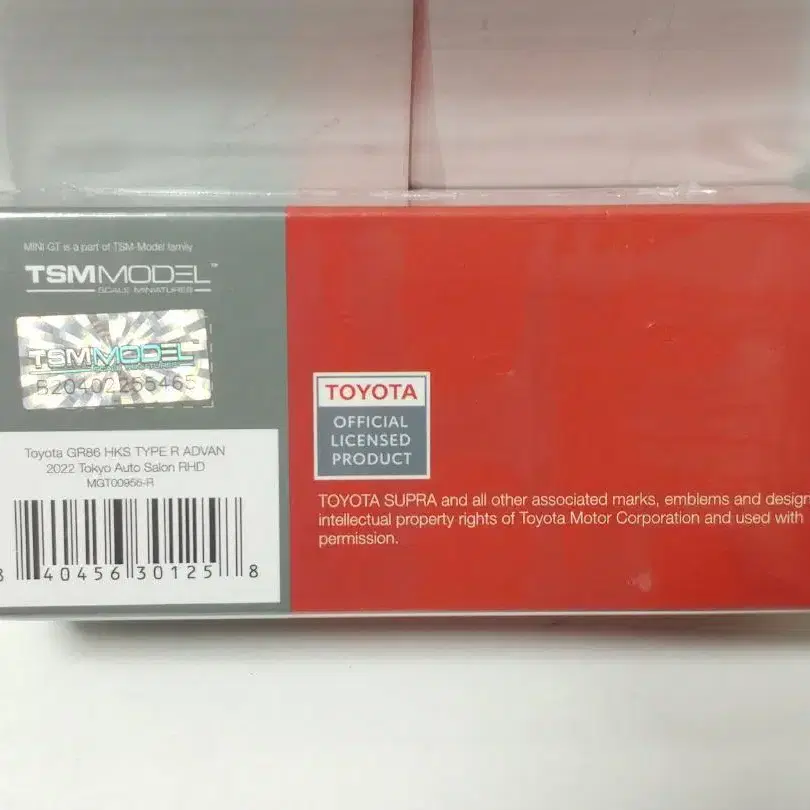 MINI GT is a part of TSM-Model family
TSMMODEL™
SCALE MINIATURES
TSMMODEL
B20402255465
Toyota GR86 HKS TYPE R ADVAN
2022 Tokyo Auto Salon RHD
MGT00956-R
8 40456 30125 8
TOYOTA
OFFICIAL
LICENSED
PRODUCT
TOYOTA SUPRA and all other associated marks, emblems and design
intellectual property rights of Toyota Motor Corporation and used with
permission.